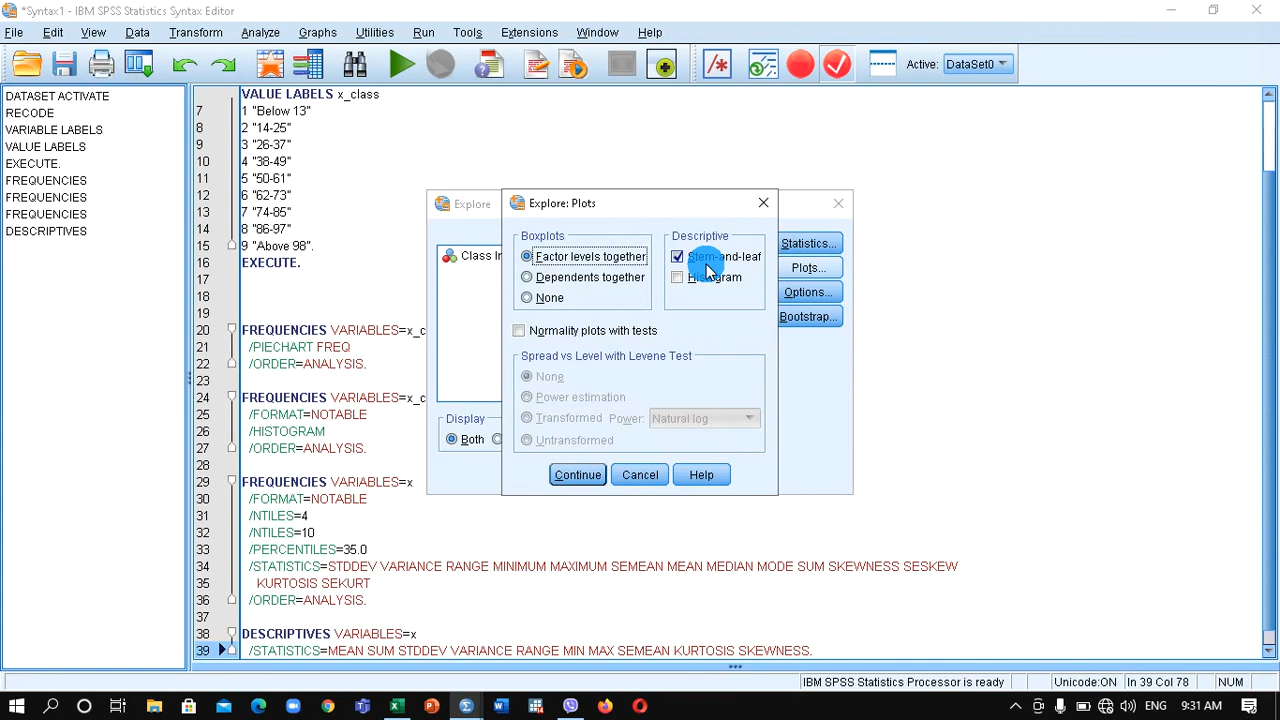 *Syntax1 - IBM SPSS Statistics Syntax Editor
File Edit View Data Transform Analyze Graphs Utilities Run Tools Extensions Window Help
Active: DataSet0
DATASET ACTIVATE
RECODE
VARIABLE LABELS
VALUE LABELS
EXECUTE.
FREQUENCIES
FREQUENCIES
FREQUENCIES
DESCRIPTIVES
VALUE LABELS x_class
7 1 "Below 13"
8 2 "14-25"
9 3 "26-37"
10 4 "38-49"
11 5 "50-61"
12 6 "62-73"
13 7 "74-85"
14 8 "86-97"
15 9 "Above 98".
16 EXECUTE.
17
18
19
20 FREQUENCIES VARIABLES=x_c
21 /PIECHART FREQ
22 /ORDER=ANALYSIS.
23
24 FREQUENCIES VARIABLES=x_c
25 /FORMAT=NOTABLE
26 /HISTOGRAM
27 /ORDER=ANALYSIS.
28
29 FREQUENCIES VARIABLES=x
30 /FORMAT=NOTABLE
31 /NTILES=4
32 /NTILES=10
33 /PERCENTILES=35.0
34 /STATISTICS=STDDEV VARIANCE RANGE MINIMUM MAXIMUM SEMEAN MEAN MEDIAN MODE SUM SKEWNESS SESKEW
35 KURTOSIS SEKURT
36 /ORDER=ANALYSIS.
37
38 DESCRIPTIVES VARIABLES=x
39 /STATISTICS=MEAN SUM STDDEV VARIANCE RANGE MIN MAX SEMEAN KURTOSIS SKEWNESS.
Explore
Class In
Display
Both
Statistics...
Plots...
Options...
Bootstrap...
Explore: Plots
Boxplots
Factor levels together
Dependents together
None
Descriptive
Stem-and-leaf
Histogram
Normality plots with tests
Spread vs Level with Levene Test
None
Power estimation
Transformed Power: Natural log
Untransformed
Continue Cancel Help
IBM SPSS Statistics Processor is ready Unicode:ON In 39 Col 78 NUM
ENG 9:31 AM